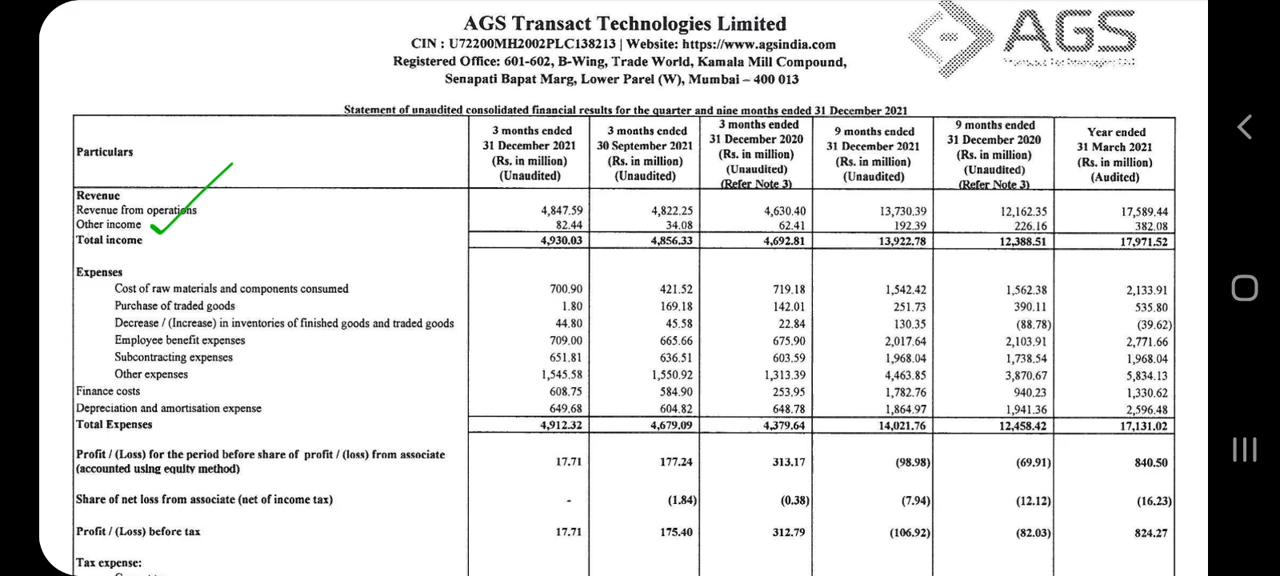 AGS Transact Technologies Limited
CIN : U72200MH2002PLC138213 | Website: https://www.agsindia.com
Registered Office: 601-602, B-Wing, Trade World, Kamala Mill Compound,
Senapati Bapat Marg, Lower Parel (W), Mumbai – 400 013
AGS
Statement of unaudited consolidated financial results for the quarter and nine months ended 31 December 2021
Particulars 3 months ended 31 December 2021 (Rs. in million) (Unaudited) 3 months ended 30 September 2021 (Rs. in million) (Unaudited) 3 months ended 31 December 2020 (Rs. in million) (Unaudited) (Refer Note 3) 9 months ended 31 December 2021 (Rs. in million) (Unaudited) 9 months ended 31 December 2020 (Rs. in million) (Unaudited) (Refer Note 3) Year ended 31 March 2021 (Rs. in million) (Audited)
Revenue
Revenue from operations 4,847.59 4,822.25 4,630.40 13,730.39 12,162.35 17,589.44
Other income 82.44 34.08 62.41 192.39 226.16 382.08
Total income 4,930.03 4,856.33 4,692.81 13,922.78 12,388.51 17,971.52
Expenses
Cost of raw materials and components consumed 700.90 421.52 719.18 1,542.42 1,562.38 2,133.91
Purchase of traded goods 1.80 169.18 142.01 251.73 390.11 535.80
Decrease / (Increase) in inventories of finished goods and traded goods 44.80 45.58 22.84 130.35 (88.78) (39.62)
Employee benefit expenses 709.00 665.66 675.90 2,017.64 2,103.91 2,771.66
Subcontracting expenses 651.81 636.51 603.59 1,968.04 1,738.54 1,968.04
Other expenses 1,545.58 1,550.92 1,313.39 4,463.85 3,870.67 5,834.13
Finance costs 608.75 584.90 253.95 1,782.76 940.23 1,330.62
Depreciation and amortisation expense 649.68 604.82 648.78 1,864.97 1,941.36 2,596.48
Total Expenses 4,912.32 4,679.09 4,379.64 14,021.76 12,458.42 17,131.02
Profit / (Loss) for the period before share of profit / (loss) from associate
(accounted using equity method) 17.71 177.24 313.17 (98.98) (69.91) 840.50
Share of net loss from associate (net of income tax) - (1.84) (0.38) (7.94) (12.12) (16.23)
Profit / (Loss) before tax 17.71 175.40 312.79 (106.92) (82.03) 824.27
Tax expense: